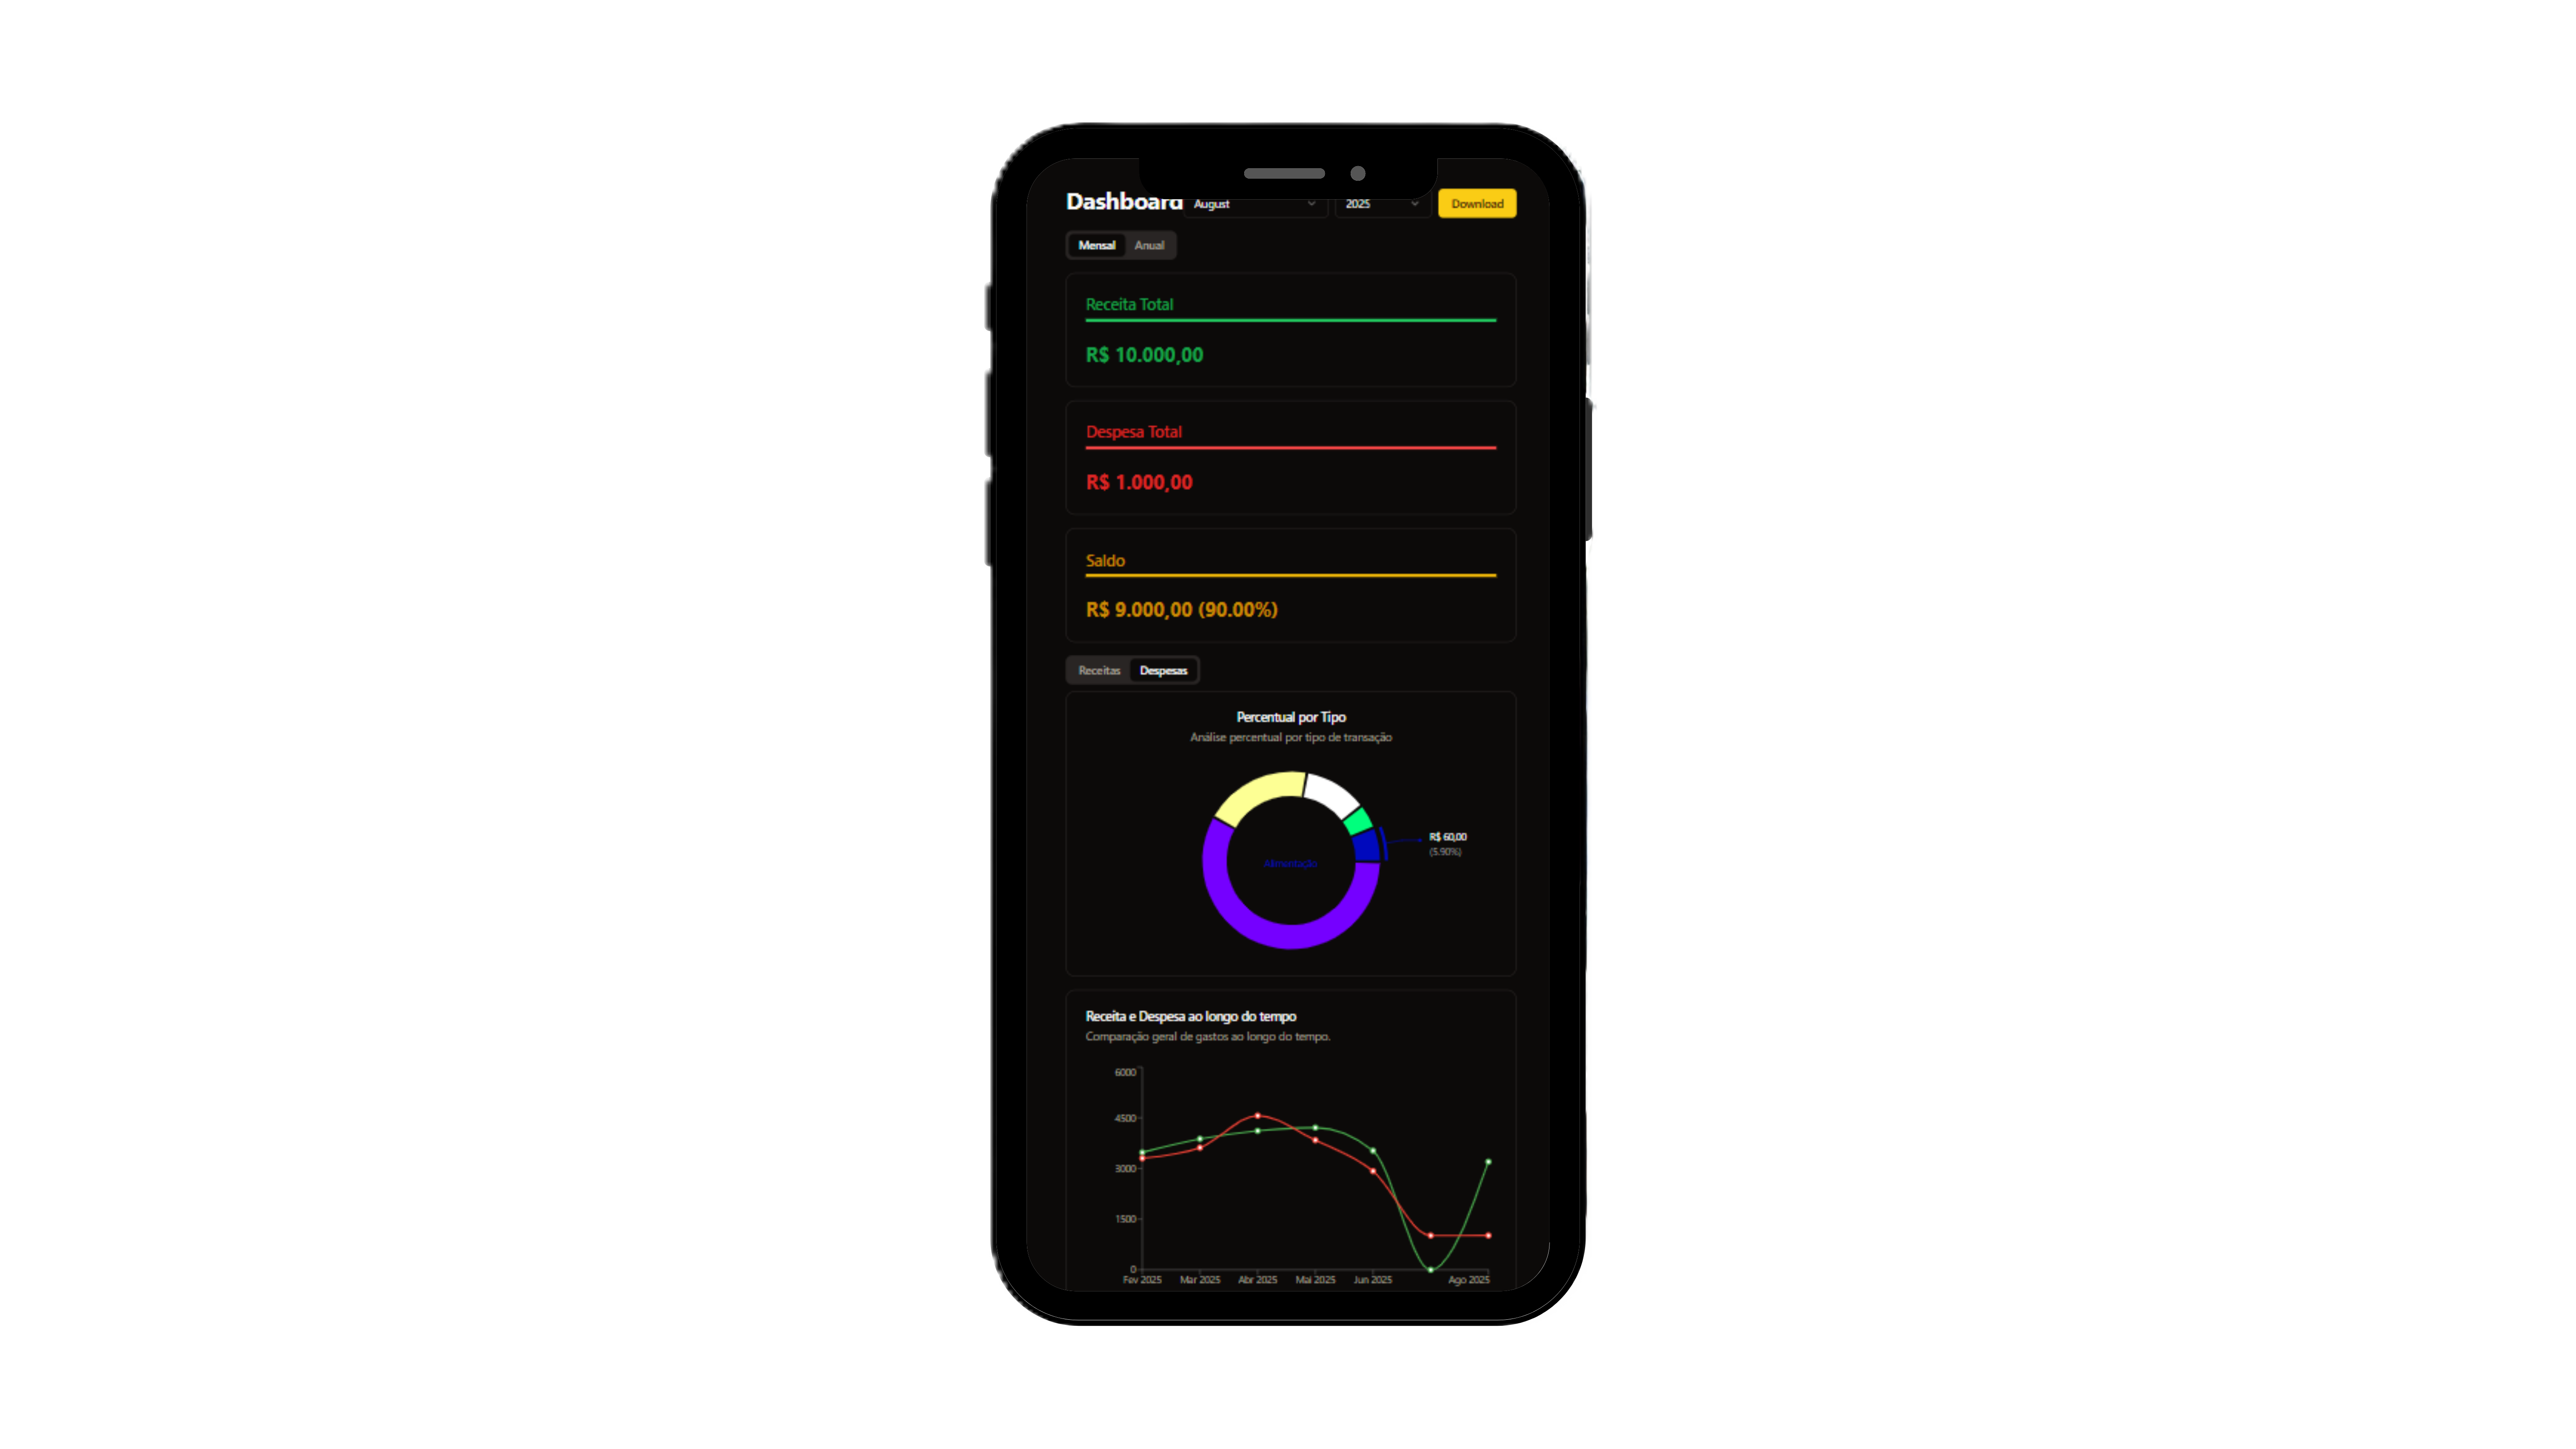 Dashboard August 2025 Download
Mensal Anual
Receita Total
R$ 10.000,00
Despesa Total
R$ 1.000,00
Saldo
R$ 9.000,00 (90.00%)
Receitas Despesas
Percentual por Tipo
Análise percentual por tipo de transação
R$ 60,00
(5.90%)
Alimentação
Receita e Despesa ao longo do tempo
Comparação geral de gastos ao longo do tempo.
6000
4500
3000
1500
0
Fev 2025 Mar 2025 Abr 2025 Mai 2025 Jun 2025 Ago 2025